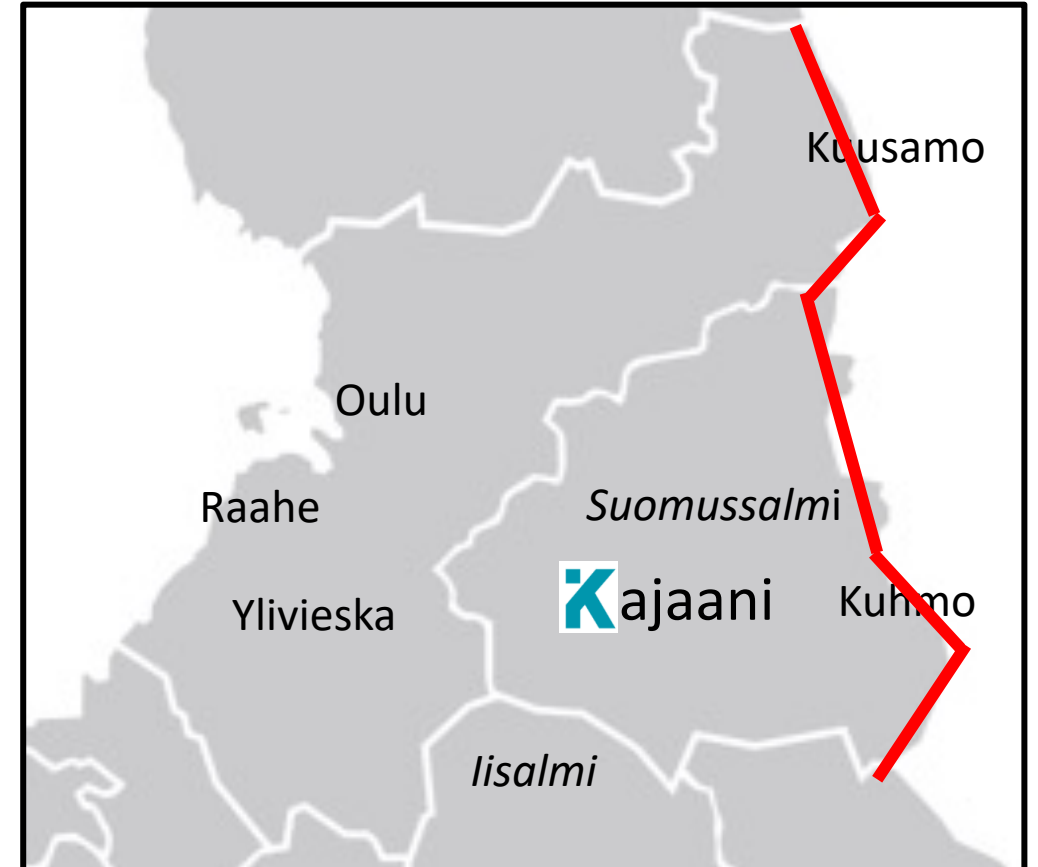 Kuusamo
Oulu
Raahe
Suomussalmi
Ylivieska
Kajaani
Kuhmo
Iisalmi